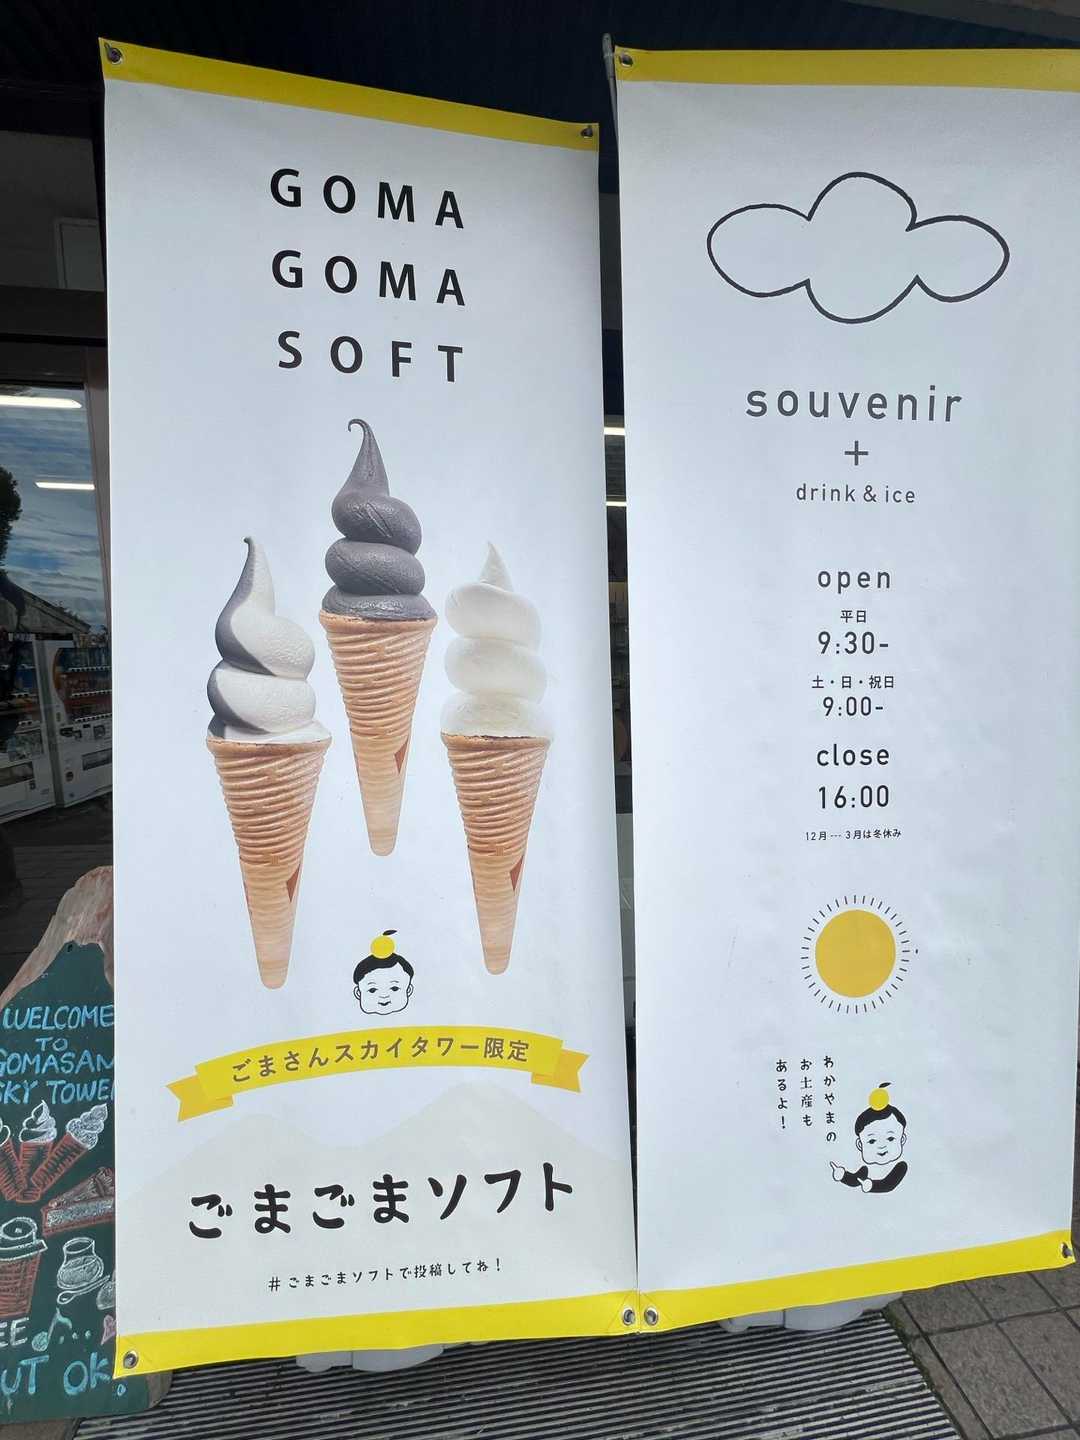 GOMA
GOMA
SOFT
ごまさんスカイタワー限定
ごまごまソフト
#ごまごまソフトで投稿してね!
souvenir
+
drink & ice
open
平日
9:30-
土・日・祝日
9:00-
close
16:00
12月---3月は冬休み
わかやまの
お土産も
あるよ!
WELCOME
TO
GOMASAN
SKY TOWE
UT OK!